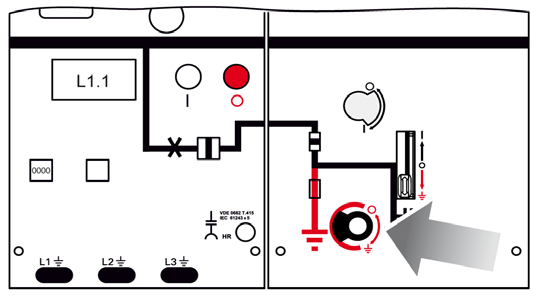 L1.1
I
O
O
I
I
O
0000
VDE 0682 T.415
IEC 61243 ± 5
HR
O
L1
L2
L3